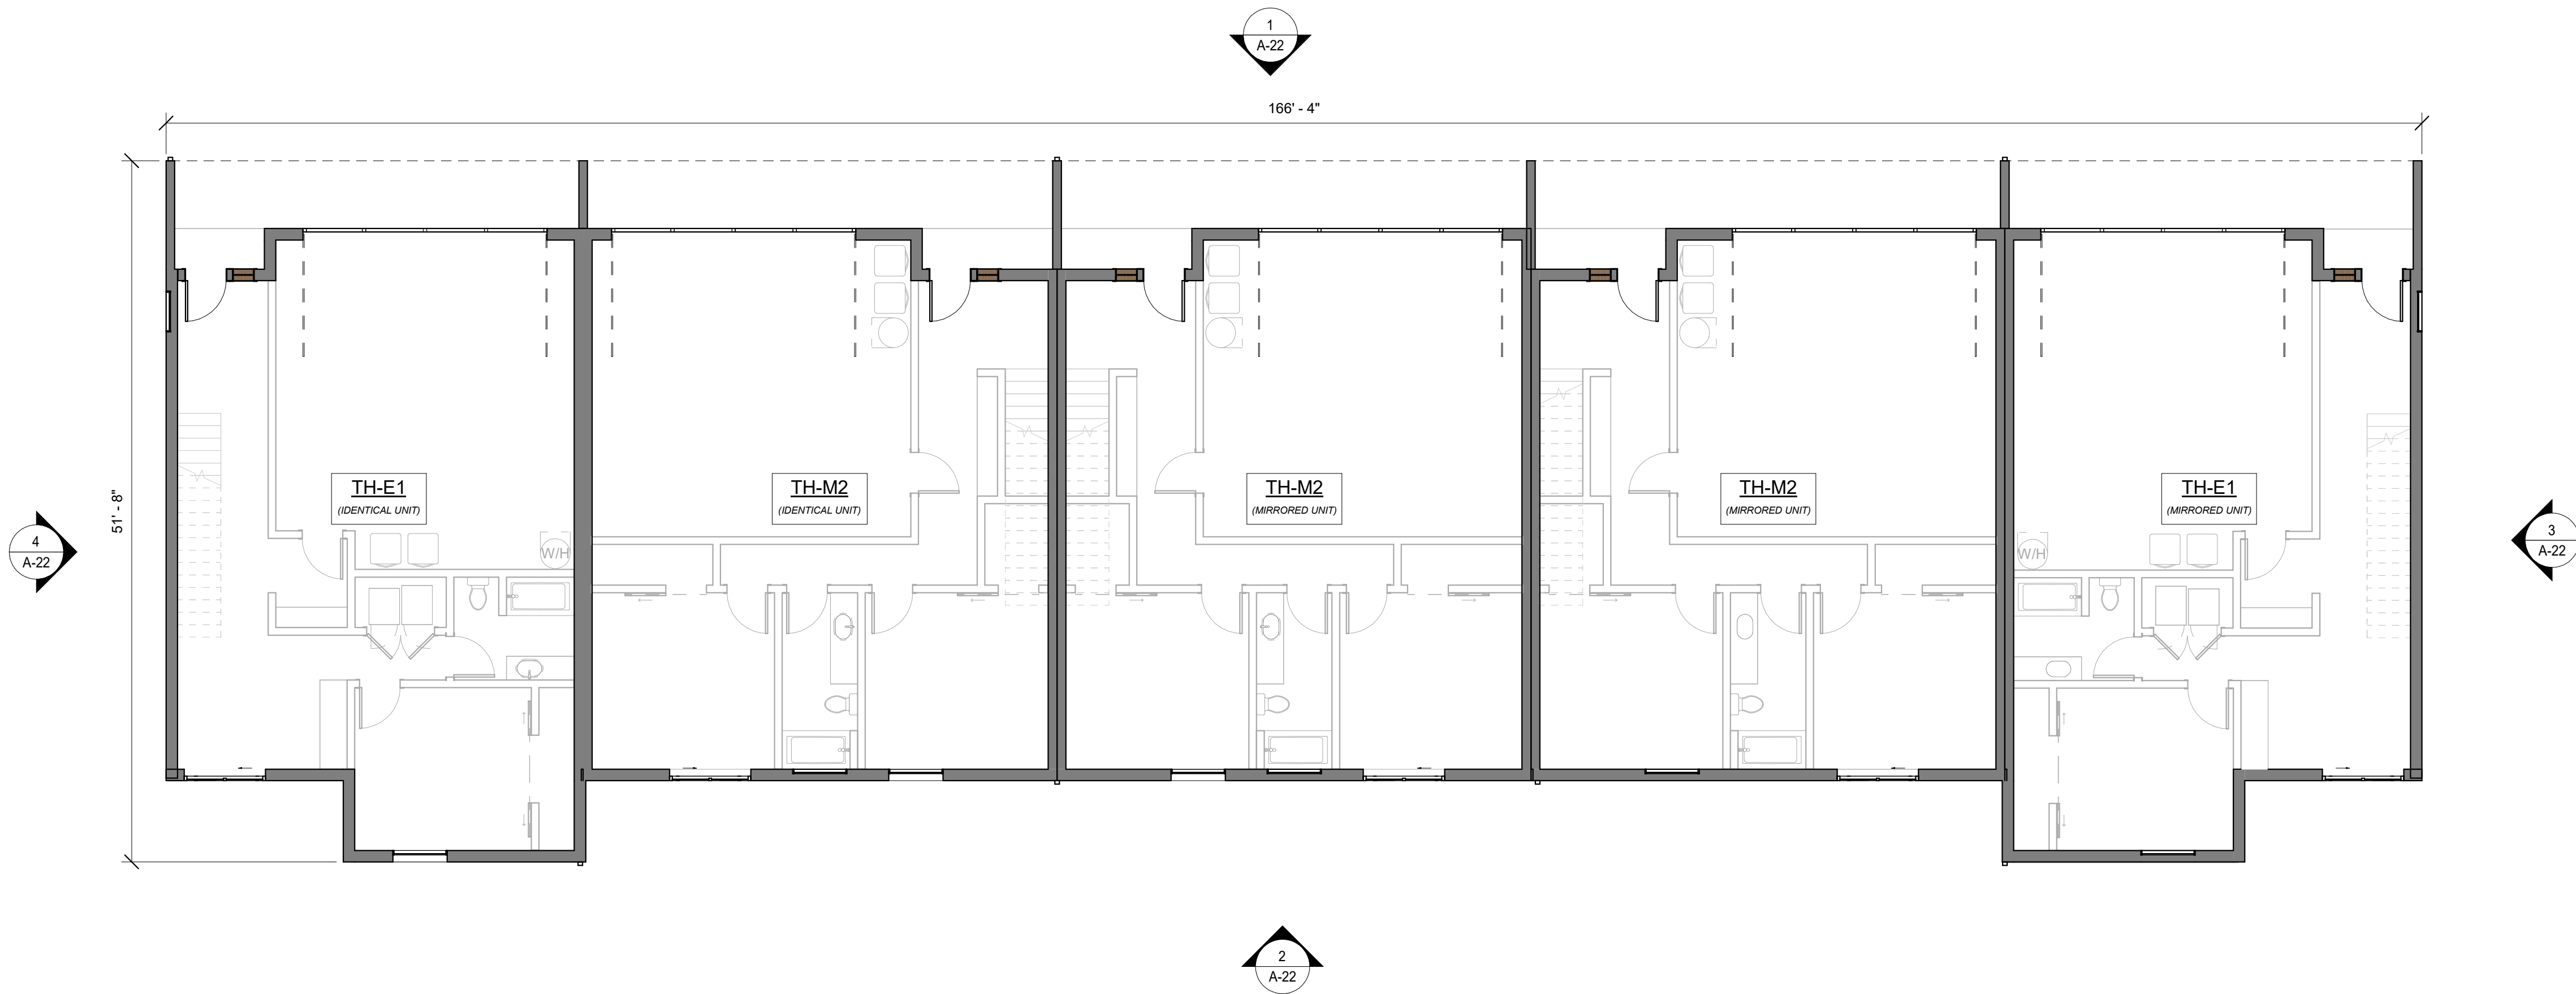 1
A-22
166' - 4"
51' - 8"
TH-E1
(IDENTICAL UNIT)
TH-M2
(IDENTICAL UNIT)
TH-M2
(MIRRORED UNIT)
TH-M2
(MIRRORED UNIT)
TH-E1
(MIRRORED UNIT)
4
A-22
W/H
W/H
3
A-22
2
A-22